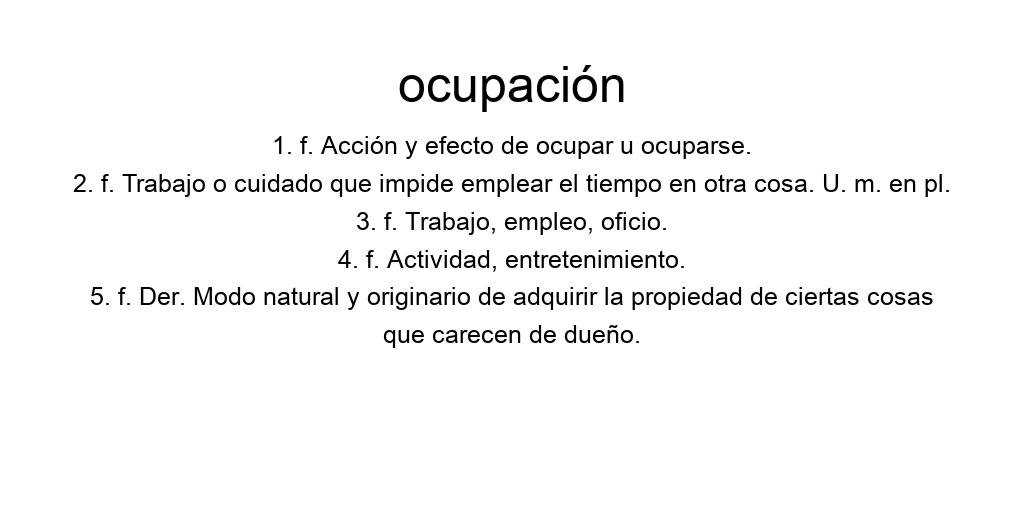 ocupación
1. f. Acción y efecto de ocupar u ocuparse.
2. f. Trabajo o cuidado que impide emplear el tiempo en otra cosa. U. m. en pl.
3. f. Trabajo, empleo, oficio.
4. f. Actividad, entretenimiento.
5. f. Der. Modo natural y originario de adquirir la propiedad de ciertas cosas
que carecen de dueño.